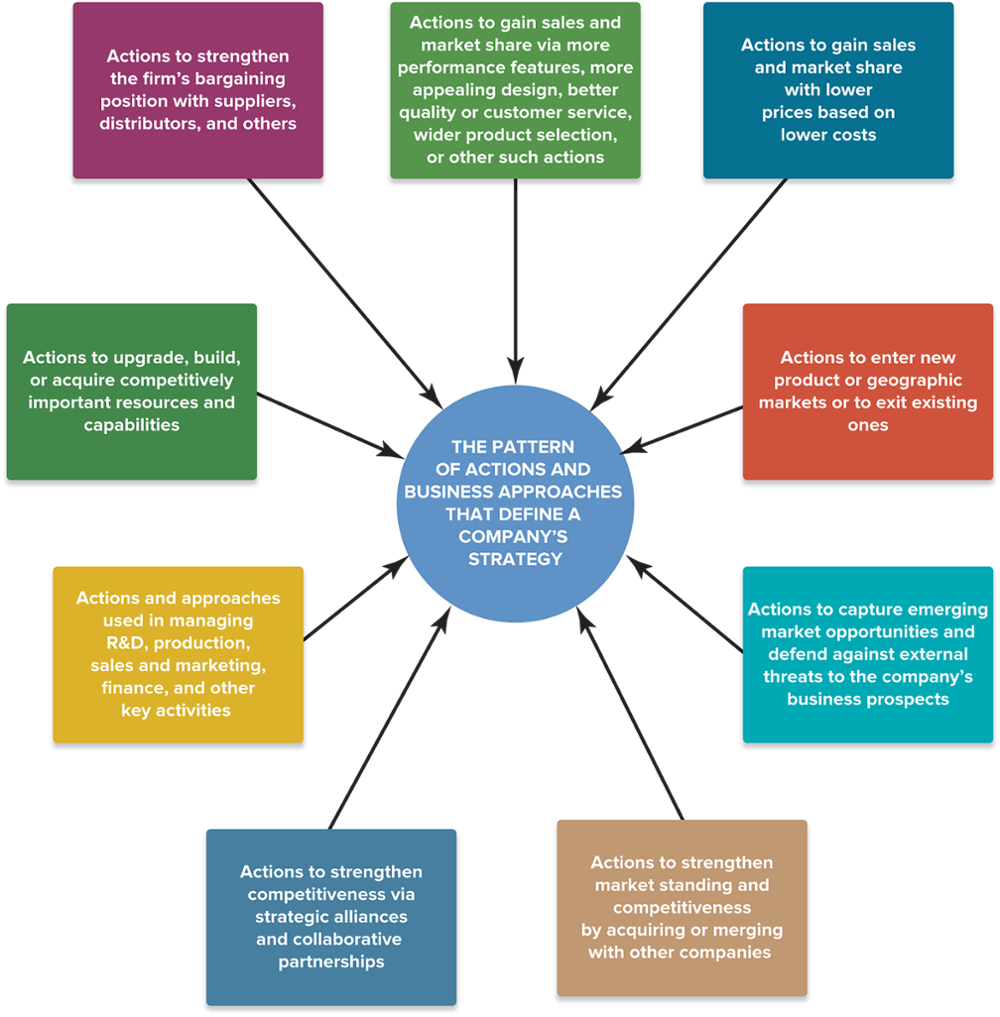 Actions to strengthen
the firm's bargaining
position with suppliers,
distributors, and others
Actions to gain sales and
market share via more
performance features, more
appealing design, better
quality or customer service,
wider product selection,
or other such actions
Actions to gain sales
and market share
with lower
prices based on
lower costs
Actions to upgrade, build,
or acquire competitively
important resources and
capabilities
Actions to enter new
product or geographic
markets or to exit existing
ones
THE PATTERN
OF ACTIONS AND
BUSINESS APPROACHES
THAT DEFINE A
COMPANY'S
STRATEGY
Actions and approaches
used in managing
R&D, production,
sales and marketing,
finance, and other
key activities
Actions to capture emerging
market opportunities and
defend against external
threats to the company's
business prospects
Actions to strengthen
competitiveness via
strategic alliances
and collaborative
partnerships
Actions to strengthen
market standing and
competitiveness
by acquiring or merging
with other companies